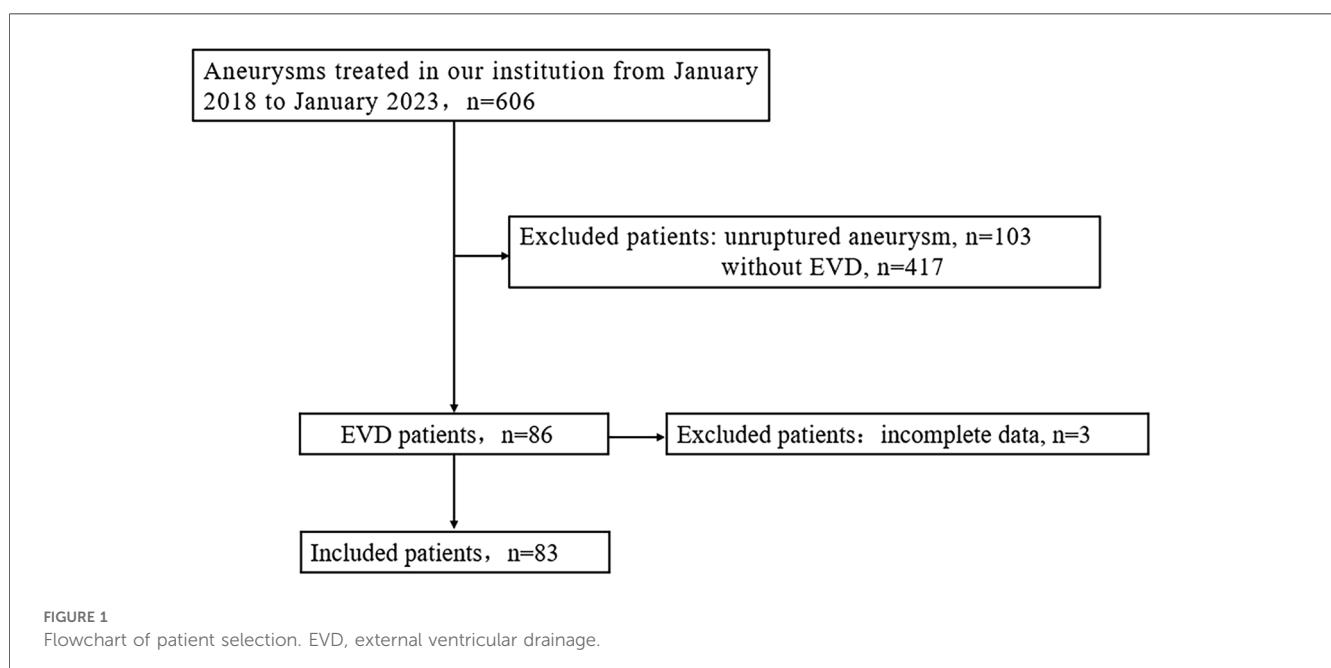 Aneurysms treated in our institution from January
2018 to January 2023，n=606
Excluded patients: unruptured aneurysm, n=103
without EVD, n=417
EVD patients，n=86
Excluded patients：incomplete data, n=3
Included patients，n=83
FIGURE 1
Flowchart of patient selection. EVD, external ventricular drainage.